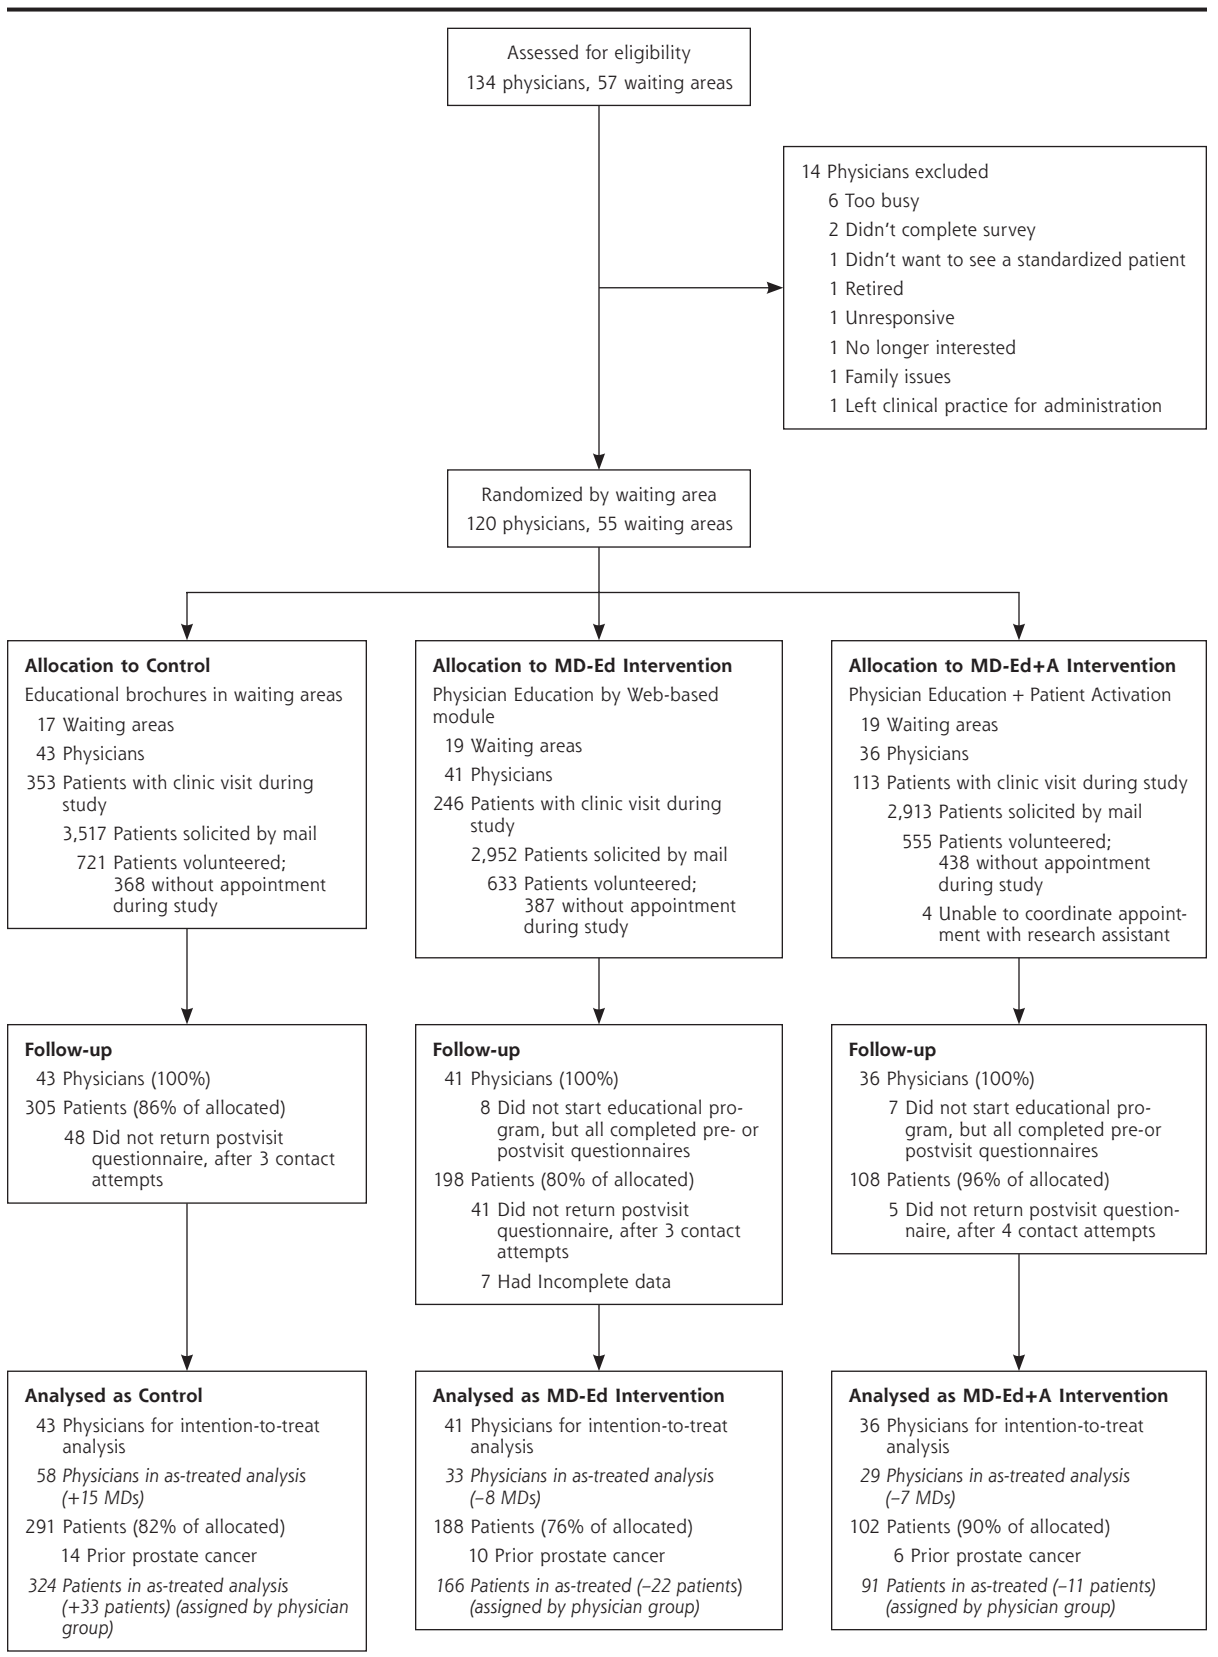 Assessed for eligibility
134 physicians, 57 waiting areas
14 Physicians excluded
6 Too busy
2 Didn't complete survey
1 Didn't want to see a standardized patient
1 Retired
1 Unresponsive
1 No longer interested
1 Family issues
1 Left clinical practice for administration
Randomized by waiting area
120 physicians, 55 waiting areas
Allocation to Control
Educational brochures in waiting areas
17 Waiting areas
43 Physicians
353 Patients with clinic visit during
study
3,517 Patients solicited by mail
721 Patients volunteered;
368 without appointment
during study
Allocation to MD-Ed Intervention
Physician Education by Web-based
module
19 Waiting areas
41 Physicians
246 Patients with clinic visit during
study
2,952 Patients solicited by mail
633 Patients volunteered;
387 without appointment
during study
Allocation to MD-Ed+A Intervention
Physician Education + Patient Activation
19 Waiting areas
36 Physicians
113 Patients with clinic visit during study
2,913 Patients solicited by mail
555 Patients volunteered;
438 without appointment
during study
4 Unable to coordinate appoint-
ment with research assistant
Follow-up
43 Physicians (100%)
305 Patients (86% of allocated)
48 Did not return postvisit
questionnaire, after 3 contact
attempts
Follow-up
41 Physicians (100%)
8 Did not start educational pro-
gram, but all completed pre- or
postvisit questionnaires
198 Patients (80% of allocated)
41 Did not return postvisit
questionnaire, after 3 contact
attempts
7 Had Incomplete data
Follow-up
36 Physicians (100%)
7 Did not start educational pro-
gram, but all completed pre-or
postvisit questionnaires
108 Patients (96% of allocated)
5 Did not return postvisit question-
naire, after 4 contact attempts
Analysed as Control
43 Physicians for intention-to-treat
analysis
58 Physicians in as-treated analysis
(+15 MDs)
291 Patients (82% of allocated)
14 Prior prostate cancer
324 Patients in as-treated analysis
(+33 patients) (assigned by physician
group)
Analysed as MD-Ed Intervention
41 Physicians for intention-to-treat
analysis
33 Physicians in as-treated analysis
(–8 MDs)
188 Patients (76% of allocated)
10 Prior prostate cancer
166 Patients in as-treated (–22 patients)
(assigned by physician group)
Analysed as MD-Ed+A Intervention
36 Physicians for intention-to-treat
analysis
29 Physicians in as-treated analysis
(–7 MDs)
102 Patients (90% of allocated)
6 Prior prostate cancer
91 Patients in as-treated (–11 patients)
(assigned by physician group)